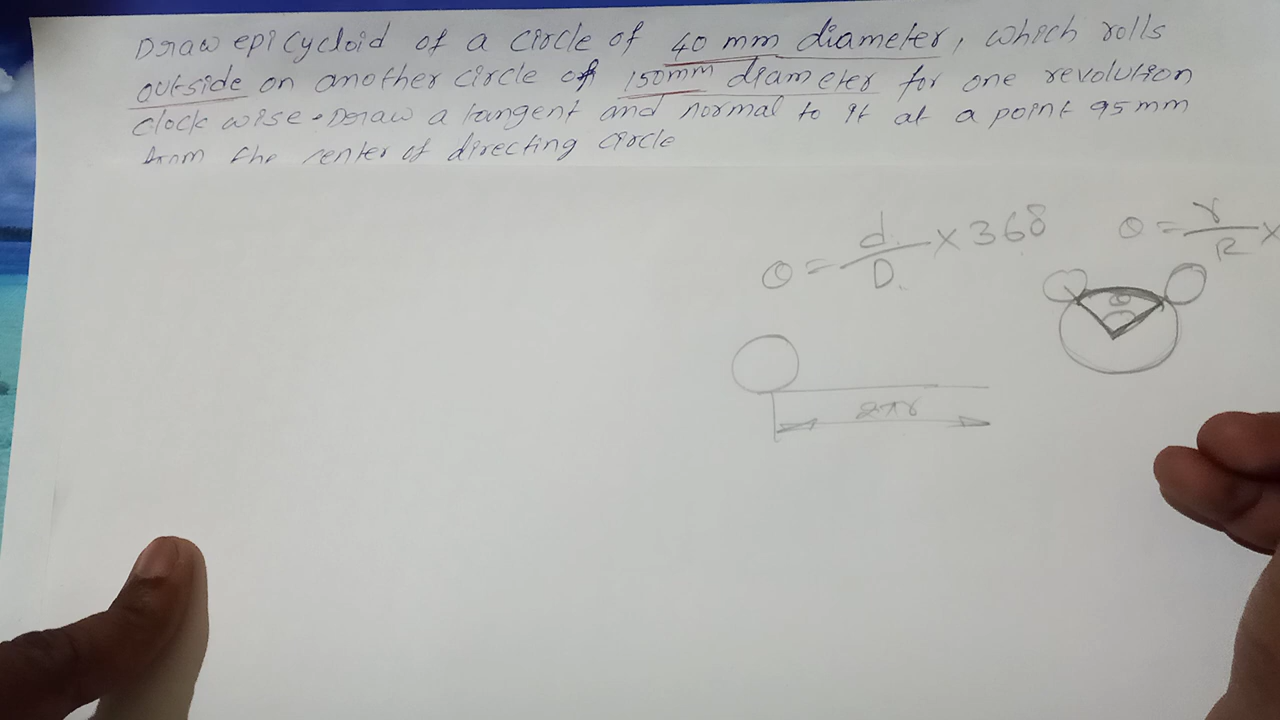 Draw epicycloid of a circle of 40 mm diameter, which rolls
outside on another circle of 150mm diameter for one revolution
clock wise. Draw a tangent and normal to it at a point 95mm
from the center of directing circle
θ = d/D × 360
θ = r/R ×
θ
2πr